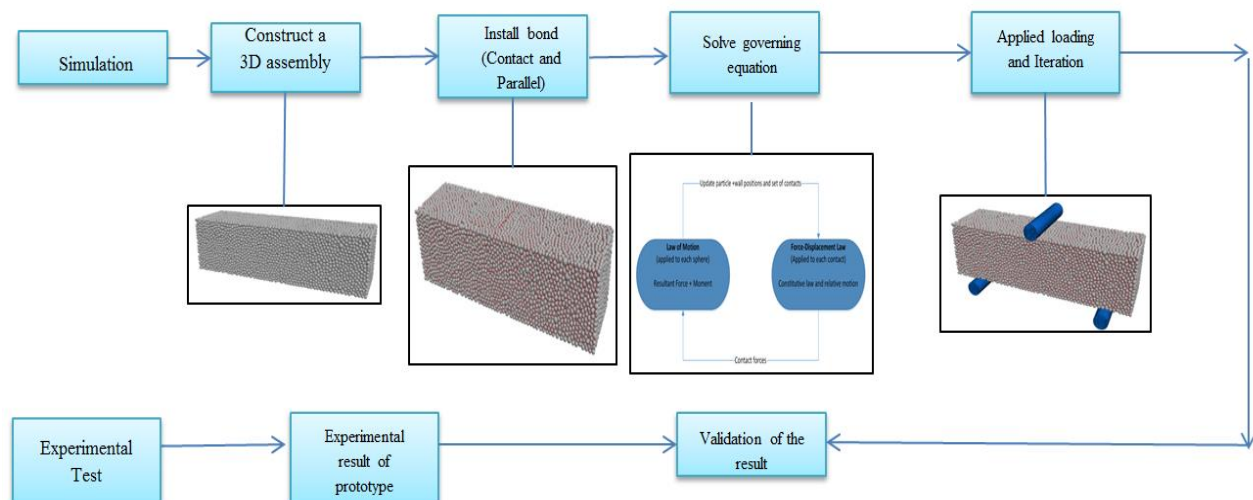 Simulation
Construct a
3D assembly
Install bond
(Contact and
Parallel)
Solve governing
equation
Applied loading
and Iteration
Update particle +wall positions and set of contacts
Law of Motion
(applied to each sphere)
Resultant Force + Moment
Force-Displacement Law
(Applied to each contact)
Constitutive law and relative motion
Contact forces
Experimental
Test
Experimental
result of
prototype
Validation of the
result